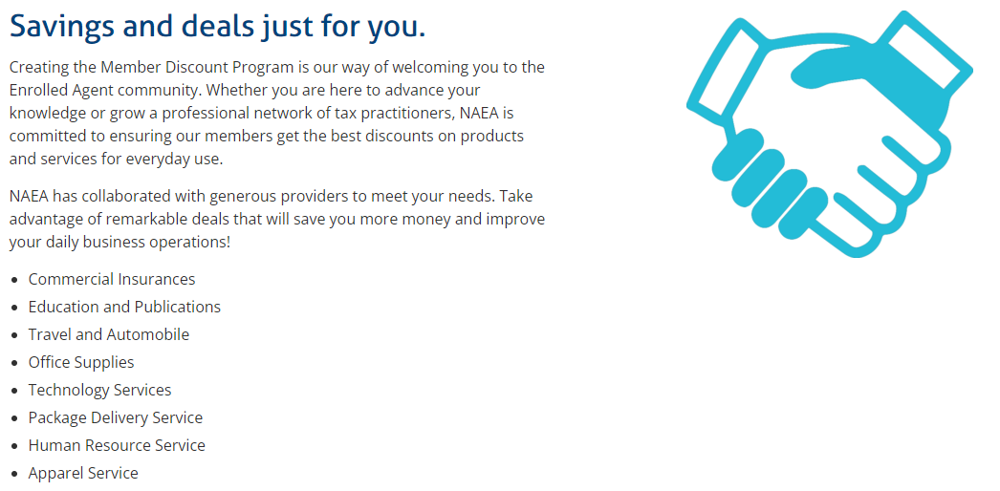 Savings and deals just for you.
Creating the Member Discount Program is our way of welcoming you to the
Enrolled Agent community. Whether you are here to advance your
knowledge or grow a professional network of tax practitioners, NAEA is
committed to ensuring our members get the best discounts on products
and services for everyday use.
NAEA has collaborated with generous providers to meet your needs. Take
advantage of remarkable deals that will save you more money and improve
your daily business operations!
• Commercial Insurances
• Education and Publications
• Travel and Automobile
• Office Supplies
• Technology Services
• Package Delivery Service
• Human Resource Service
• Apparel Service